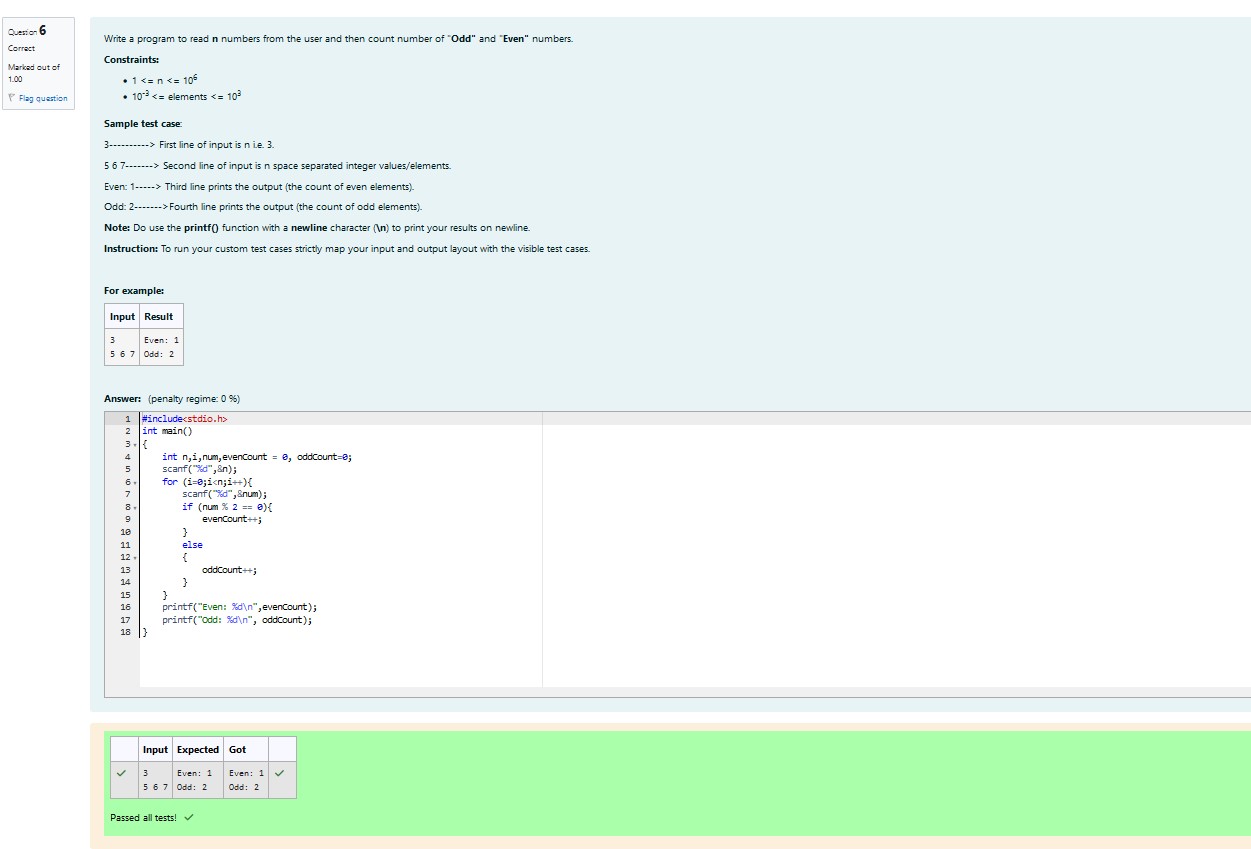 Question 6
Correct
Marked out of
1.00
Flag question
Write a program to read n numbers from the user and then count number of "Odd" and "Even" numbers.
Constraints:
• 1 <= n <= 10⁶
• 10⁻³ <= elements <= 10³
Sample test case:
3----------> First line of input is n i.e. 3.
5 6 7-------> Second line of input is n space separated integer values/elements.
Even: 1-----> Third line prints the output (the count of even elements).
Odd: 2------->Fourth line prints the output (the count of odd elements).
Note: Do use the printf() function with a newline character (\n) to print your results on newline.
Instruction: To run your custom test cases strictly map your input and output layout with the visible test cases.
For example:
Input Result
3 Even: 1
5 6 7 Odd: 2
Answer: (penalty regime: 0 %)
1 #include<stdio.h>
2 int main()
3 {
4 int n,i,num,evenCount = 0, oddCount=0;
5 scanf("%d",&n);
6 for (i=0;i<n;i++){
7 scanf("%d",&num);
8 if (num % 2 == 0){
9 evenCount++;
10 }
11 else
12 {
13 oddCount++;
14 }
15 }
16 printf("Even: %d\n",evenCount);
17 printf("Odd: %d\n", oddCount);
18 }
Input Expected Got
3 Even: 1 Even: 1
5 6 7 Odd: 2 Odd: 2
Passed all tests!